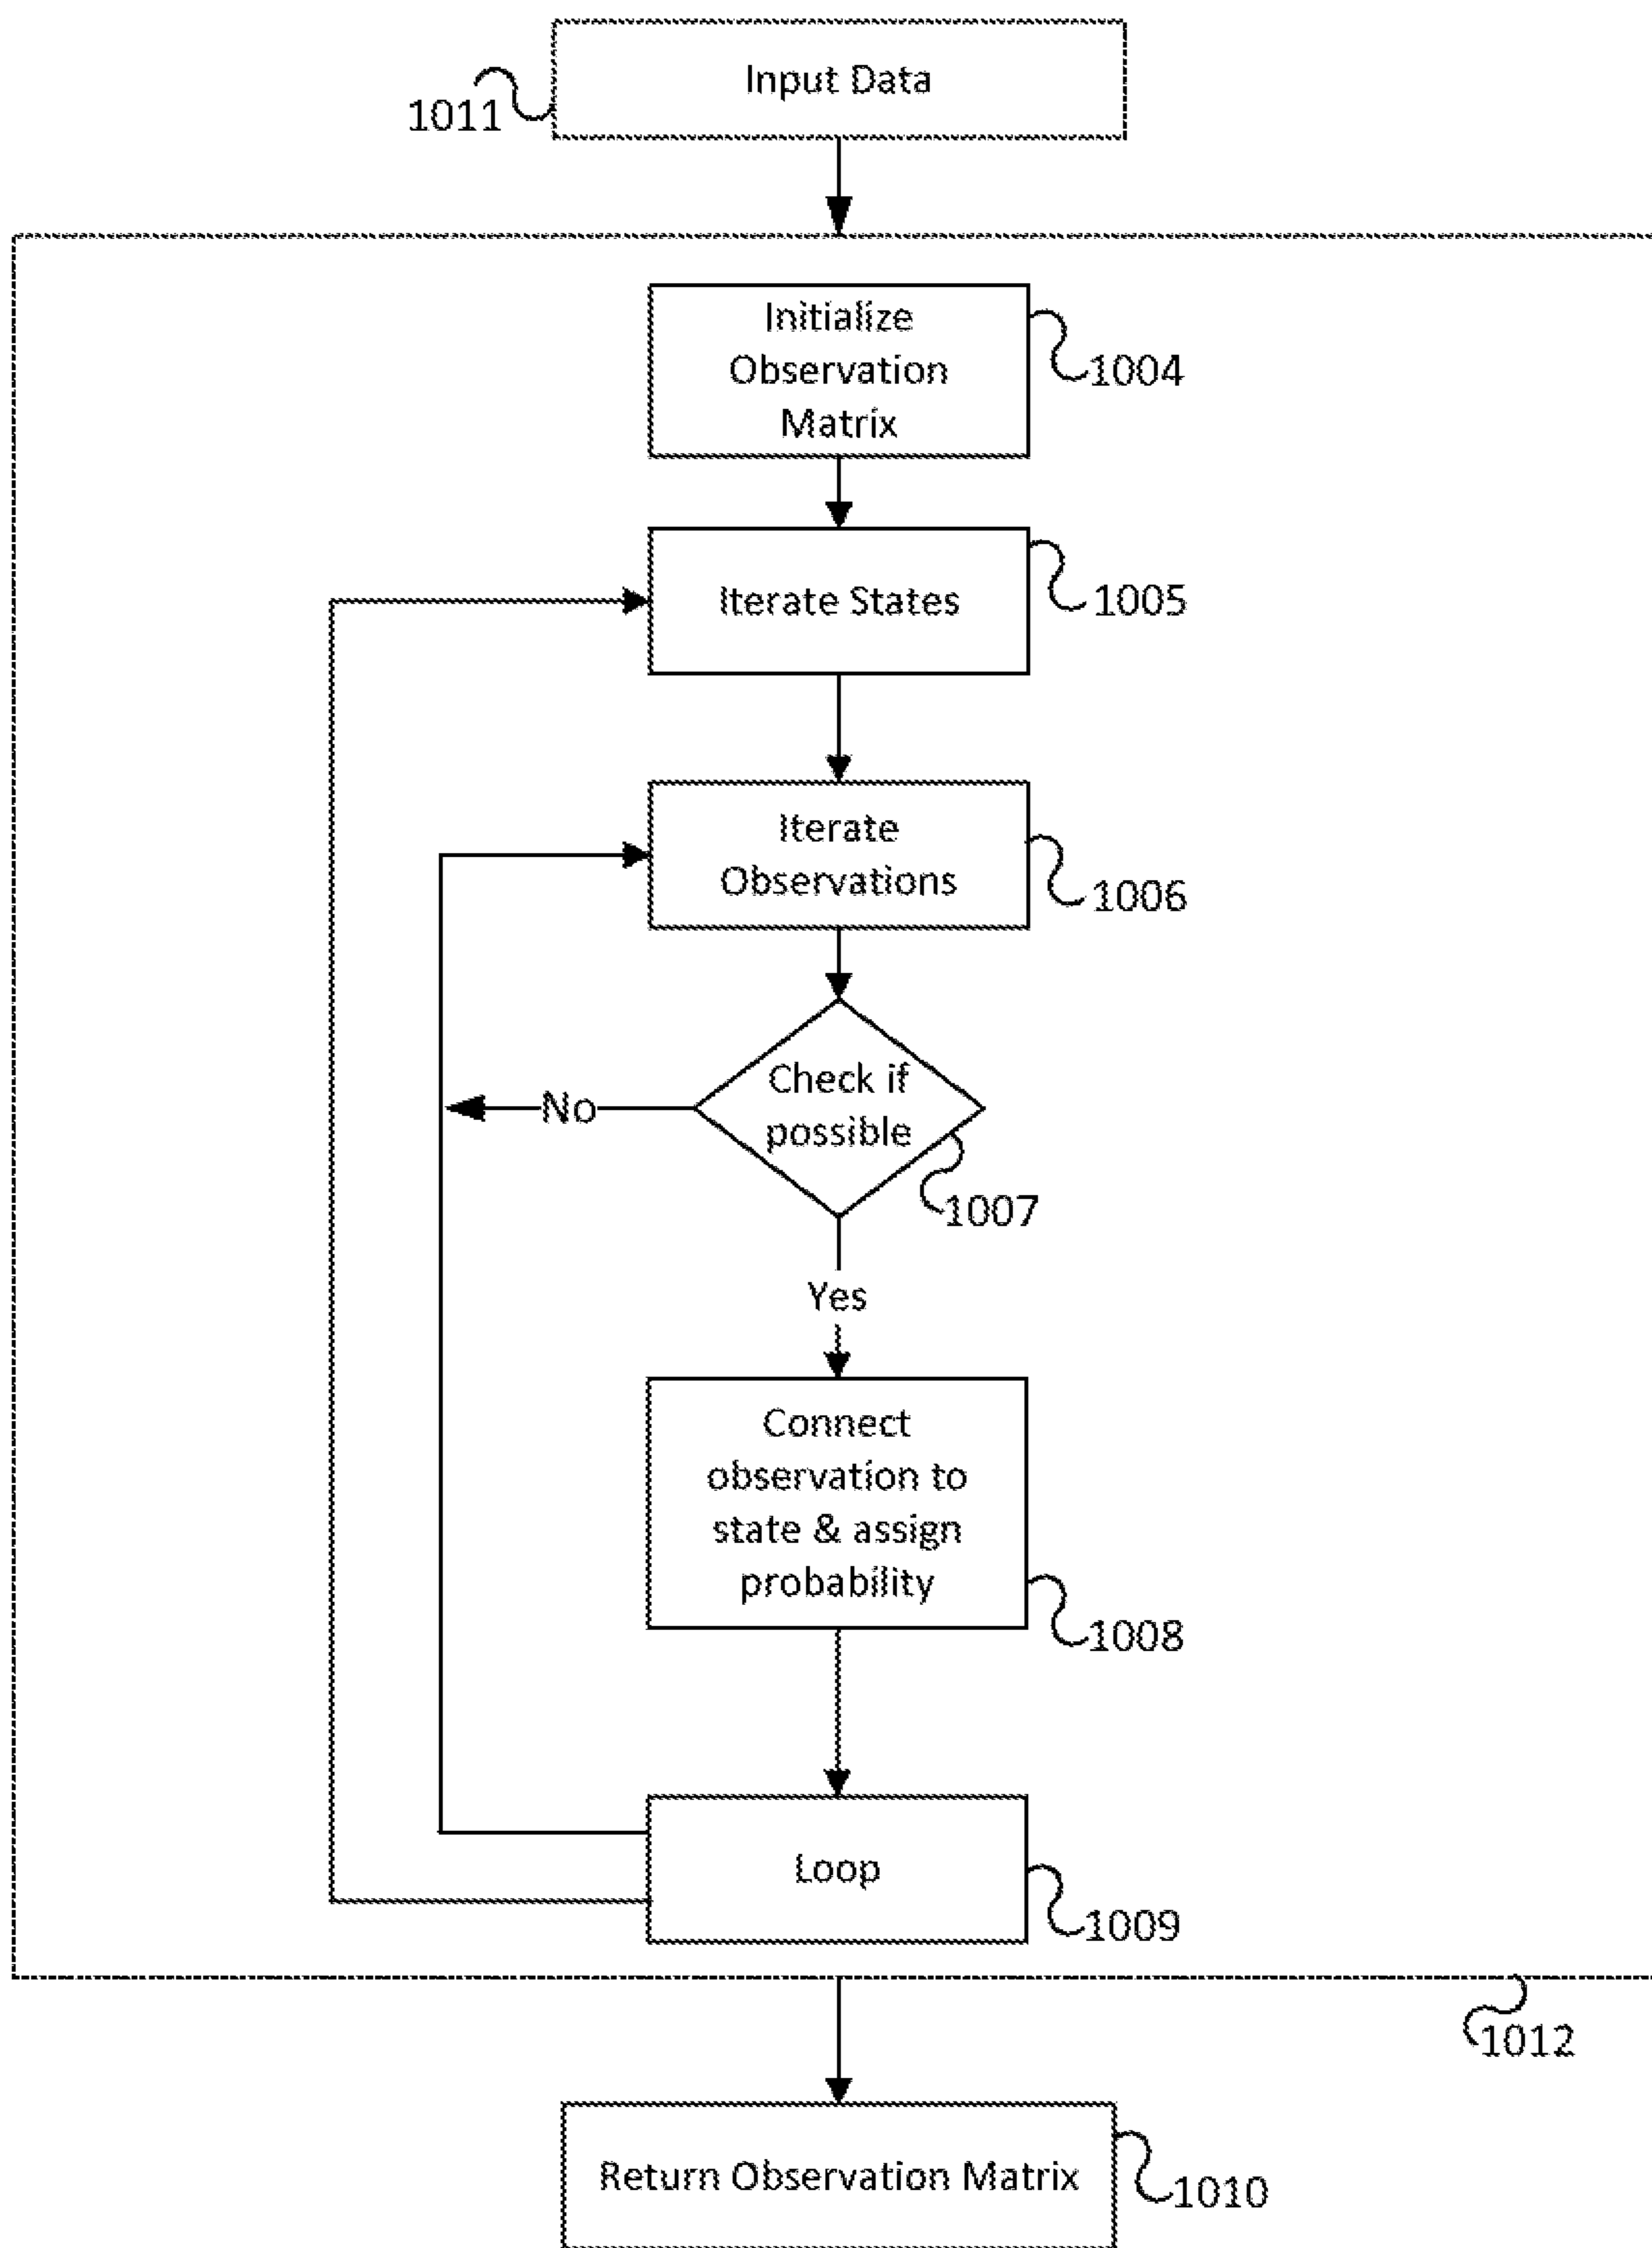 Input Data
1011
Initialize
Observation
Matrix
1004
Iterate States
1005
Iterate
Observations
1006
Check if
possible
No
1007
Yes
Connect
observation to
state & assign
probability
1008
Loop
1009
1012
Return Observation Matrix
1010